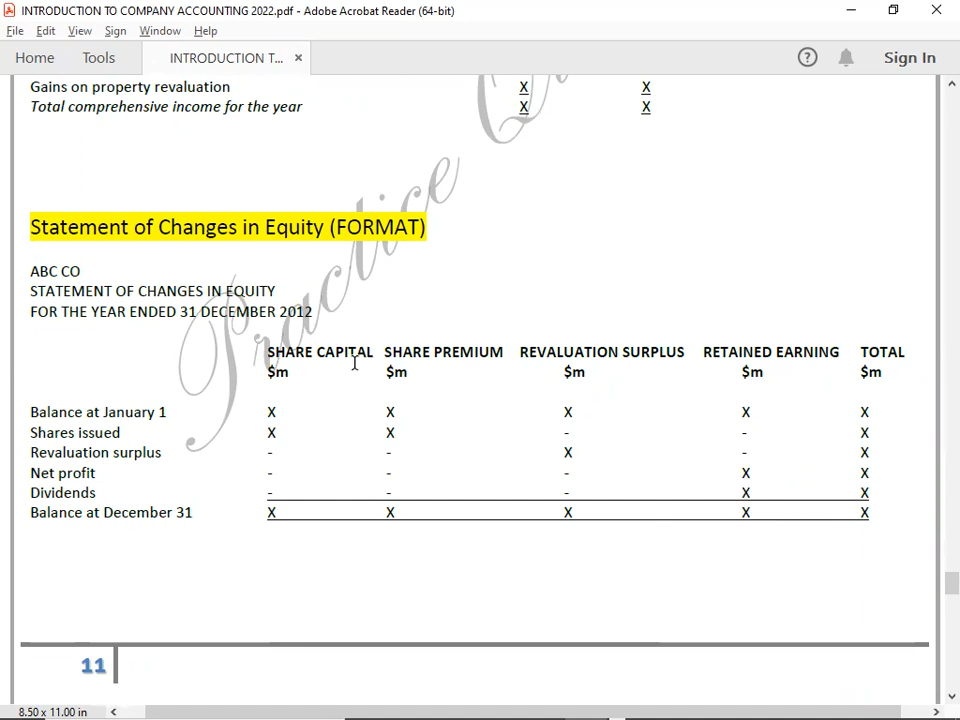 INTRODUCTION TO COMPANY ACCOUNTING 2022.pdf - Adobe Acrobat Reader (64-bit)
File Edit View Window Sign Help
Home Tools INTRODUCTION T... × Sign In
Gains on property revaluation X X
Total comprehensive income for the year X X
Practice
Statement of Changes in Equity (FORMAT)
ABC CO
STATEMENT OF CHANGES IN EQUITY
FOR THE YEAR ENDED 31 DECEMBER 2012
SHARE CAPITAL SHARE PREMIUM REVALUATION SURPLUS RETAINED EARNING TOTAL
$m $m $m $m $m
Balance at January 1 X X X X X
Shares issued X X - - X
Revaluation surplus - - X - X
Net profit - - - X X
Dividends - - - X X
Balance at December 31 X X X X X
11
8.50 x 11.00 in